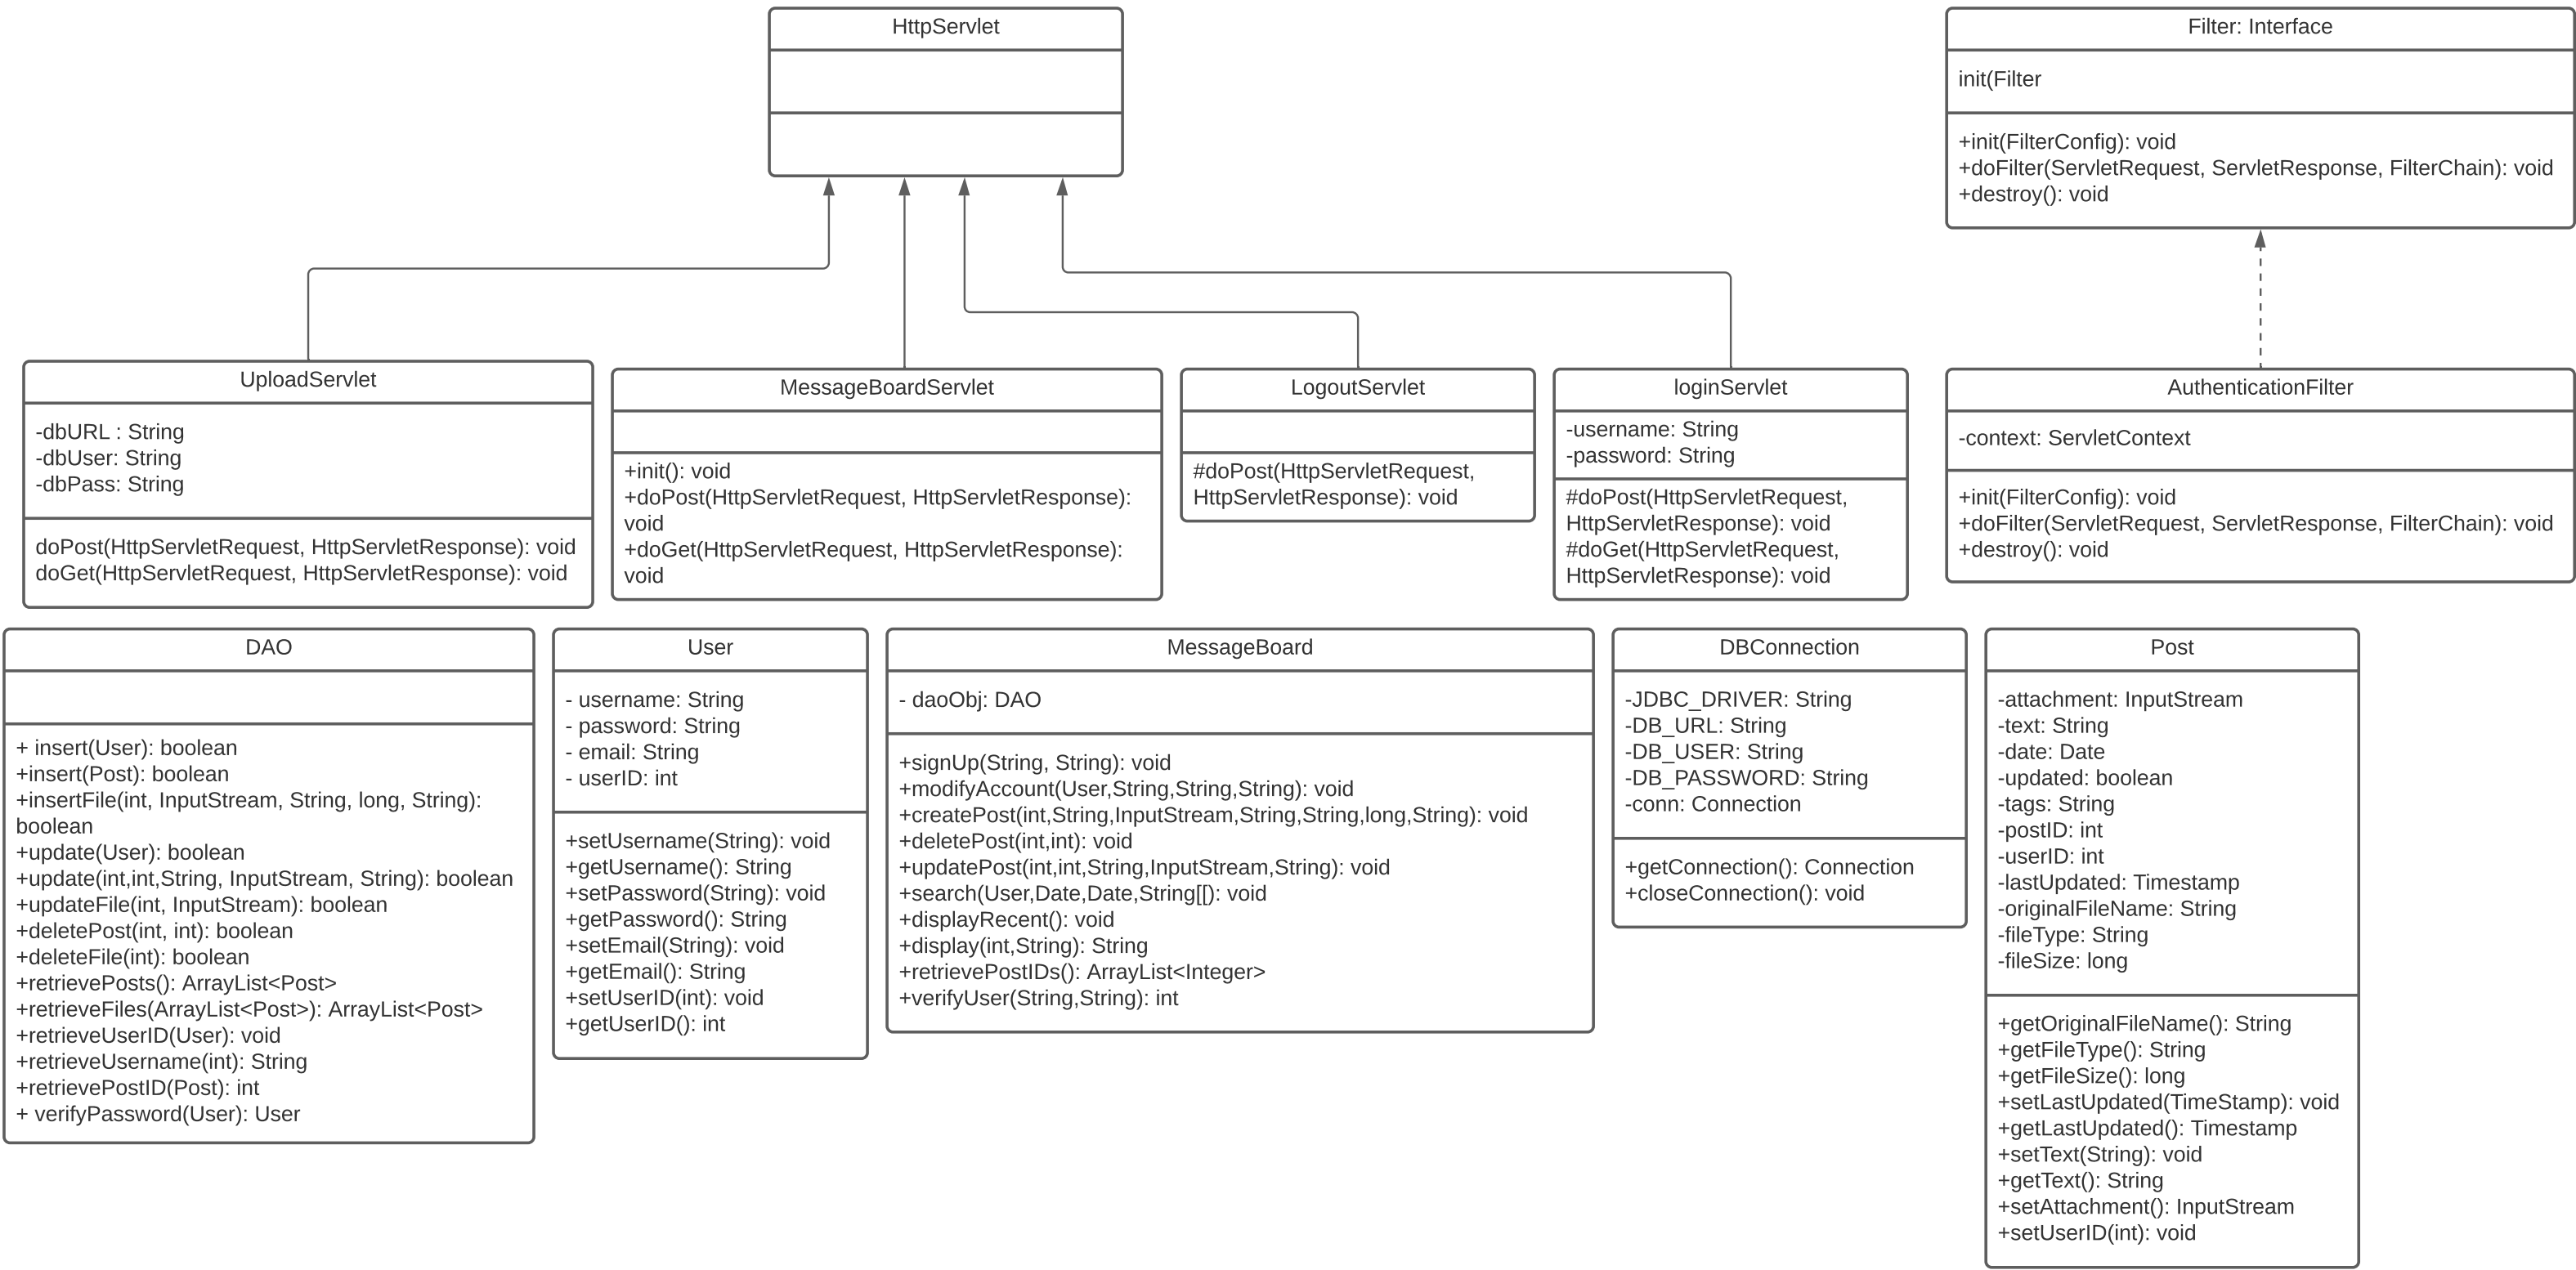 HttpServlet
Filter: Interface
init(Filter
+init(FilterConfig): void
+doFilter(ServletRequest, ServletResponse, FilterChain): void
+destroy(): void
UploadServlet
-dbURL : String
-dbUser: String
-dbPass: String
doPost(HttpServletRequest, HttpServletResponse): void
doGet(HttpServletRequest, HttpServletResponse): void
MessageBoardServlet
+init(): void
+doPost(HttpServletRequest, HttpServletResponse):
void
+doGet(HttpServletRequest, HttpServletResponse):
void
LogoutServlet
#doPost(HttpServletRequest,
HttpServletResponse): void
loginServlet
-username: String
-password: String
#doPost(HttpServletRequest,
HttpServletResponse): void
#doGet(HttpServletRequest,
HttpServletResponse): void
AuthenticationFilter
-context: ServletContext
+init(FilterConfig): void
+doFilter(ServletRequest, ServletResponse, FilterChain): void
+destroy(): void
DAO
+ insert(User): boolean
+insert(Post): boolean
+insertFile(int, InputStream, String, long, String):
boolean
+update(User): boolean
+update(int,int,String, InputStream, String): boolean
+updateFile(int, InputStream): boolean
+deletePost(int, int): boolean
+deleteFile(int): boolean
+retrievePosts(): ArrayList<Post>
+retrieveFiles(ArrayList<Post>): ArrayList<Post>
+retrieveUserID(User): void
+retrieveUsername(int): String
+retrievePostID(Post): int
+ verifyPassword(User): User
User
- username: String
- password: String
- email: String
- userID: int
+setUsername(String): void
+getUsername(): String
+setPassword(String): void
+getPassword(): String
+setEmail(String): void
+getEmail(): String
+setUserID(int): void
+getUserID(): int
MessageBoard
- daoObj: DAO
+signUp(String, String): void
+modifyAccount(User,String,String,String): void
+createPost(int,String,InputStream,String,String,long,String): void
+deletePost(int,int): void
+updatePost(int,int,String,InputStream,String): void
+search(User,Date,Date,String[[): void
+displayRecent(): void
+display(int,String): String
+retrievePostIDs(): ArrayList<Integer>
+verifyUser(String,String): int
DBConnection
-JDBC_DRIVER: String
-DB_URL: String
-DB_USER: String
-DB_PASSWORD: String
-conn: Connection
+getConnection(): Connection
+closeConnection(): void
Post
-attachment: InputStream
-text: String
-date: Date
-updated: boolean
-tags: String
-postID: int
-userID: int
-lastUpdated: Timestamp
-originalFileName: String
-fileType: String
-fileSize: long
+getOriginalFileName(): String
+getFileType(): String
+getFileSize(): long
+setLastUpdated(TimeStamp): void
+getLastUpdated(): Timestamp
+setText(String): void
+getText(): String
+setAttachment(): InputStream
+setUserID(int): void